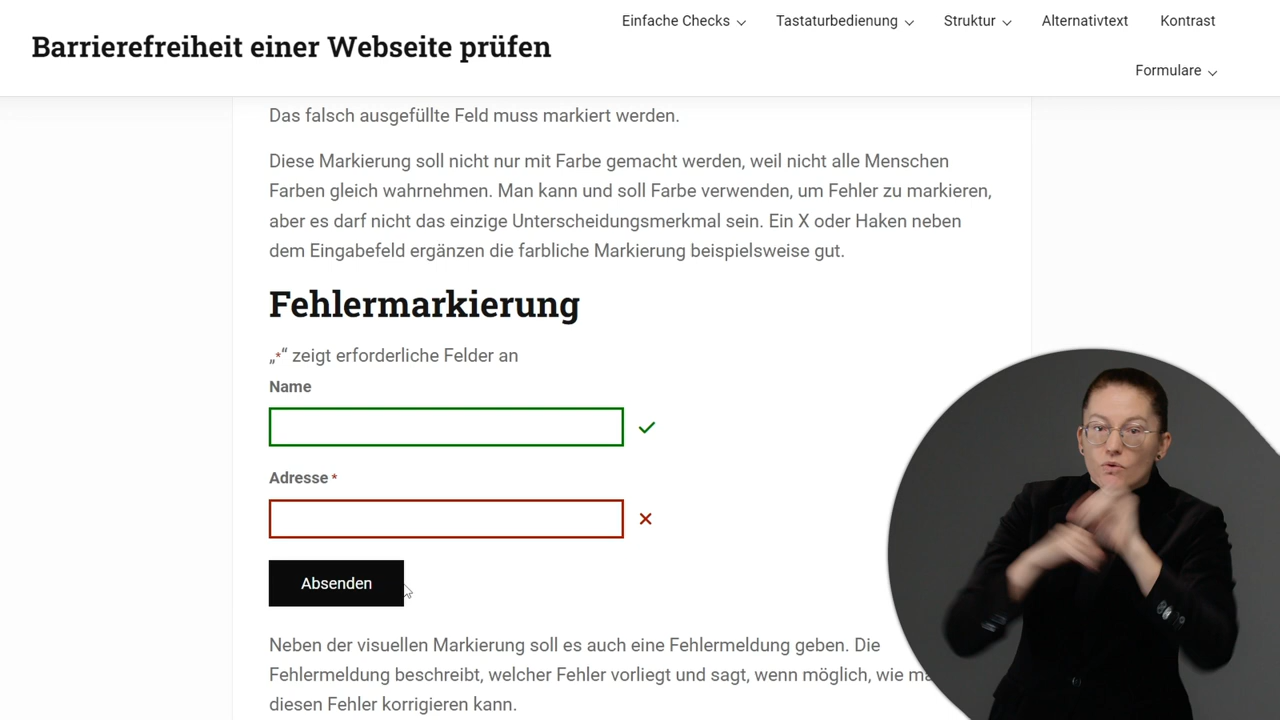 Barrierefreiheit einer Webseite prüfen
Einfache Checks
Tastaturbedienung
Struktur
Alternativtext
Kontrast
Formulare
Das falsch ausgefüllte Feld muss markiert werden.
Diese Markierung soll nicht nur mit Farbe gemacht werden, weil nicht alle Menschen
Farben gleich wahrnehmen. Man kann und soll Farbe verwenden, um Fehler zu markieren,
aber es darf nicht das einzige Unterscheidungsmerkmal sein. Ein X oder Haken neben
dem Eingabefeld ergänzen die farbliche Markierung beispielsweise gut.
Fehlermarkierung
„*“ zeigt erforderliche Felder an
Name
Adresse *
Absenden
Neben der visuellen Markierung soll es auch eine Fehlermeldung geben. Die
Fehlermeldung beschreibt, welcher Fehler vorliegt und sagt, wenn möglich, wie
diesen Fehler korrigieren kann.